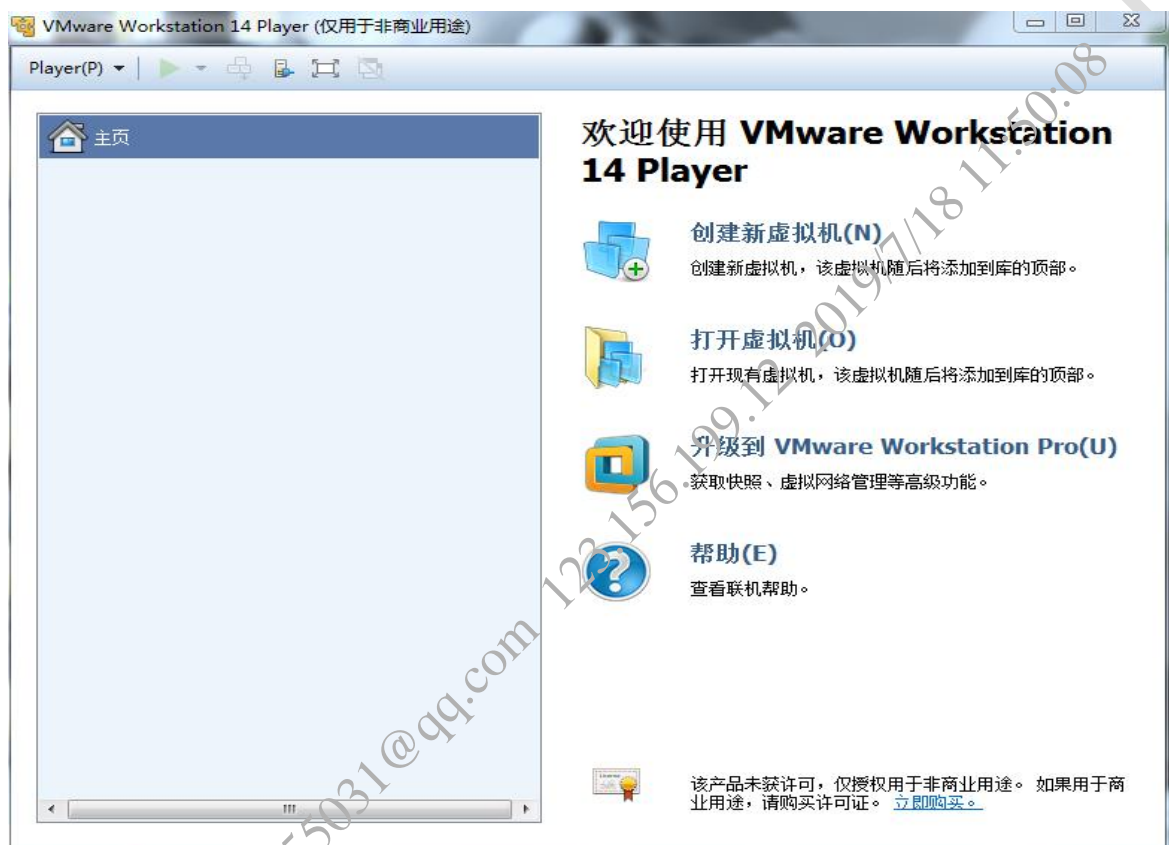 VMware Workstation 14 Player (仅用于非商业用途)
Player(P)
主页
欢迎使用 VMware Workstation
14 Player
创建新虚拟机(N)
创建新虚拟机，该虚拟机随后将添加到库的顶部。
打开虚拟机(O)
打开现有虚拟机，该虚拟机随后将添加到库的顶部。
升级到 VMware Workstation Pro(U)
获取快照、虚拟网络管理等高级功能。
帮助(E)
查看联机帮助。
该产品未获许可，仅授权用于非商业用途。 如果用于商
业用途，请购买许可证。 立即购买。
55031@qq.com 123.156.199.12 2019/7/18 11:50:08